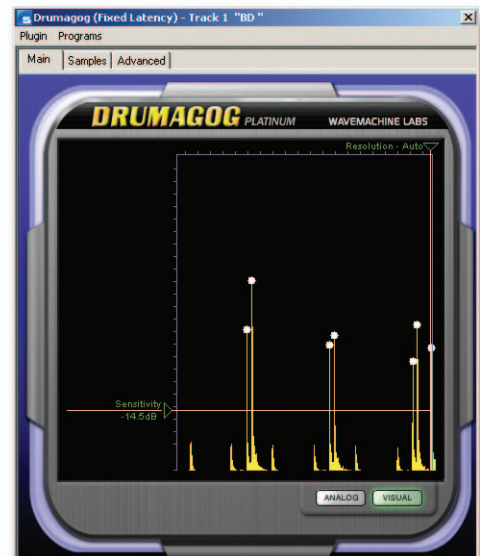 Drumagog (Fixed Latency) - Track 1 "BD "
Plugin Programs
Main Samples Advanced
DRUMAGOG PLATINUM WAVEMACHINE LABS
Resolution - Auto
Sensitivity
-14.5dB
ANALOG VISUAL